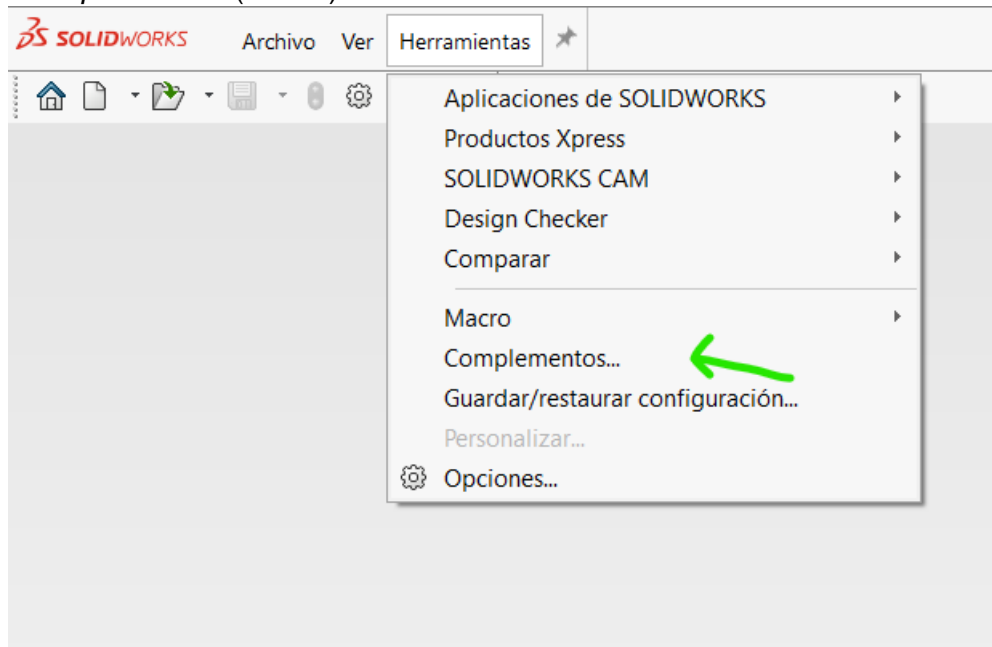 SOLIDWORKS Archivo Ver Herramientas
Aplicaciones de SOLIDWORKS
Productos Xpress
SOLIDWORKS CAM
Design Checker
Comparar
Macro
Complementos...
Guardar/restaurar configuración...
Personalizar...
Opciones...